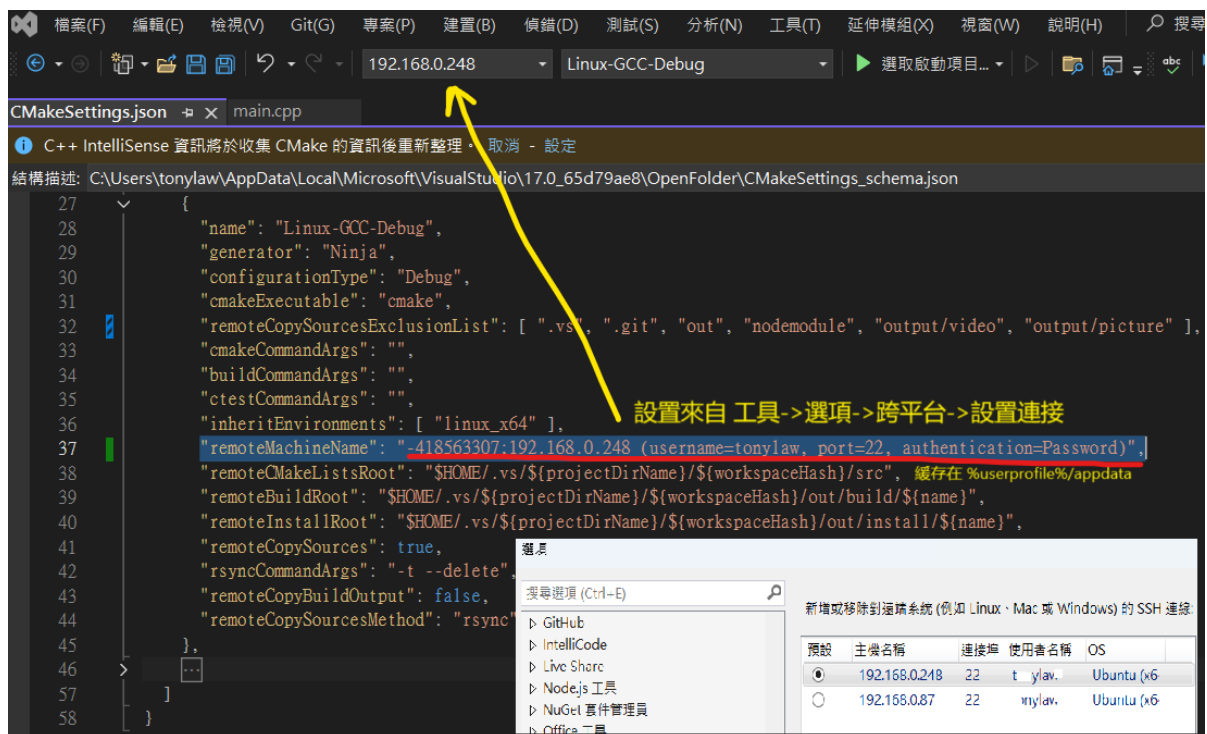 檔案(F) 編輯(E) 檢視(V) Git(G) 專案(P) 建置(B) 偵錯(D) 測試(S) 分析(N) 工具(T) 延伸模組(X) 視窗(W) 說明(H) 搜尋
192.168.0.248 Linux-GCC-Debug 選取啟動項目... abc
CMakeSettings.json main.cpp
C++ IntelliSense 資訊將於收集 CMake 的資訊後重新整理。 取消 - 設定
結構描述: C:\Users\tonylaw\AppData\Local\Microsoft\VisualStudio\17.0_65d79ae8\OpenFolder\CMakeSettings_schema.json
27 {
28 "name": "Linux-GCC-Debug",
29 "generator": "Ninja",
30 "configurationType": "Debug",
31 "cmakeExecutable": "cmake",
32 "remoteCopySourcesExclusionList": [ ".vs", ".git", "out", "nodemodule", "output/video", "output/picture" ],
33 "cmakeCommandArgs": "",
34 "buildCommandArgs": "",
35 "ctestCommandArgs": "",
設置來自 工具->選項->跨平台->設置連接
36 "inheritEnvironments": [ "linux_x64" ],
37 "remoteMachineName": "-418563307;192.168.0.248 (username=tonylaw, port=22, authentication=Password)",
38 "remoteCMakeListsRoot": "$HOME/.vs/${projectDirName}/${workspaceHash}/src", 緩存在 %userprofile%/appdata
39 "remoteBuildRoot": "$HOME/.vs/${projectDirName}/${workspaceHash}/out/build/${name}",
40 "remoteInstallRoot": "$HOME/.vs/${projectDirName}/${workspaceHash}/out/install/${name}",
41 "remoteCopySources": true,
42 "rsyncCommandArgs": "-t --delete",
43 "remoteCopyBuildOutput": false,
44 "remoteCopySourcesMethod": "rsync"
45 },
46 ...
57 ]
58 }
選項
搜尋選項 (Ctrl+E)
GitHub
IntelliCode
Live Share
Node.js 工具
NuGet 套件管理員
Office 工具
新增或移除到遠端系統 (例如 Linux、Mac 或 Windows) 的 SSH 連線:
預設 主機名稱 連接埠 使用者名稱 OS
192.168.0.248 22 Ubuntu (x6
192.168.0.87 22 Ubuntu (x6